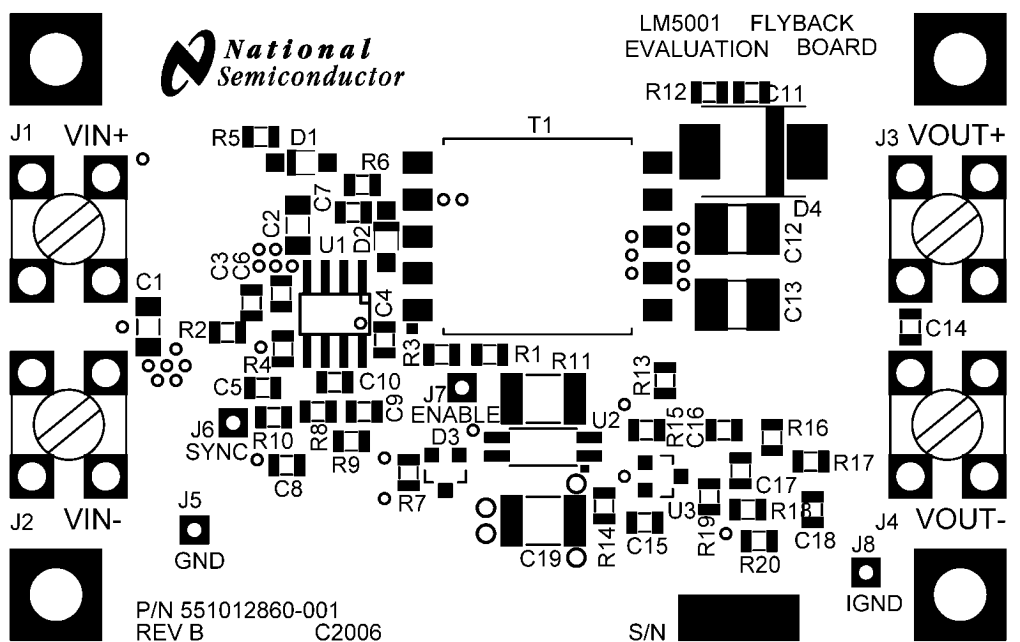 National
Semiconductor
LM5001 FLYBACK
EVALUATION BOARD
R12
C11
J1
VIN+
R5
D1
T1
J3
VOUT+
R6
C7
C2
D2
D4
C12
U1
C3
C6
C1
C13
C4
R2
C14
R3
R1
R4
R11
R13
C5
C10
J7
ENABLE
J6
SYNC
R10
R8
C9
U2
R15
C16
R16
R9
D3
R17
C8
R7
C17
J2
VIN-
J5
GND
C19
R14
C15
U3
R19
R18
C18
J4
VOUT-
R20
J8
IGND
P/N 551012860-001
REV B C2006
S/N